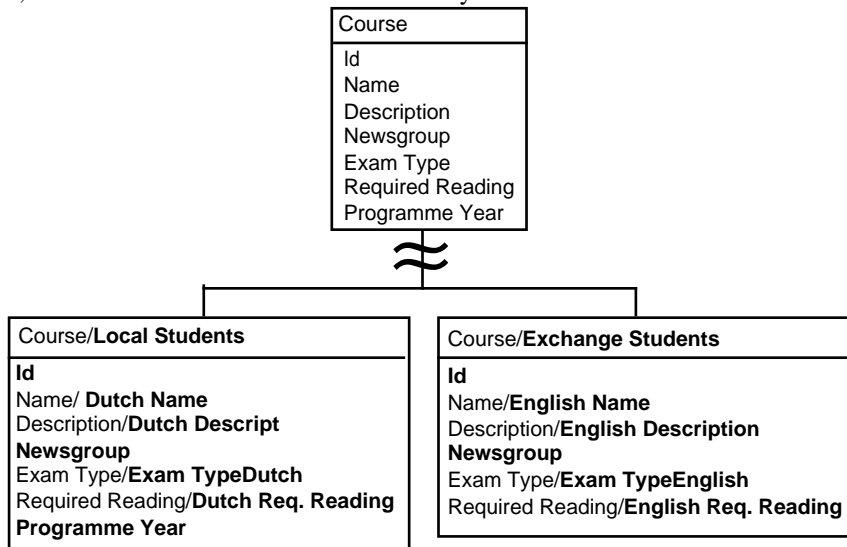 Course
Id
Name
Description
Newsgroup
Exam Type
Required Reading
Programme Year
Course/Local Students
Id
Name/ Dutch Name
Description/Dutch Descript
Newsgroup
Exam Type/Exam TypeDutch
Required Reading/Dutch Req. Reading
Programme Year
Course/Exchange Students
Id
Name/English Name
Description/English Description
Newsgroup
Exam Type/Exam TypeEnglish
Required Reading/English Req. Reading